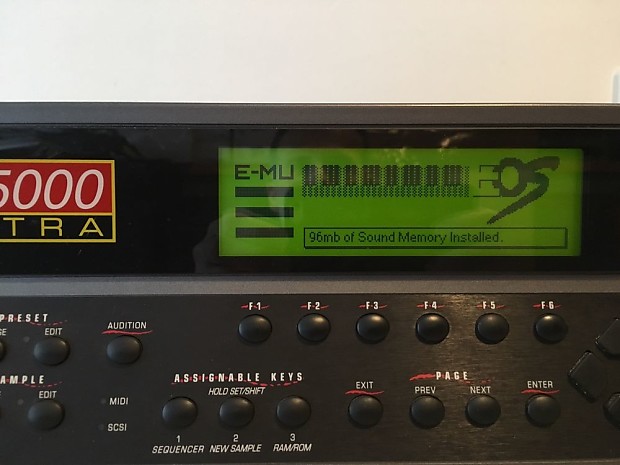 5000
TRA
E-MU
EOS
96mb of Sound Memory Installed.
PRESET
EDIT
AUDITION
F1 F2 F3 F4 F5 F6
AMPLE
EDIT
MIDI
SCSI
ASSIGNABLE KEYS
HOLD SET/SHIFT
1 2 3
SEQUENCER NEW SAMPLE RAM/ROM
EXIT
PAGE
PREV NEXT
ENTER